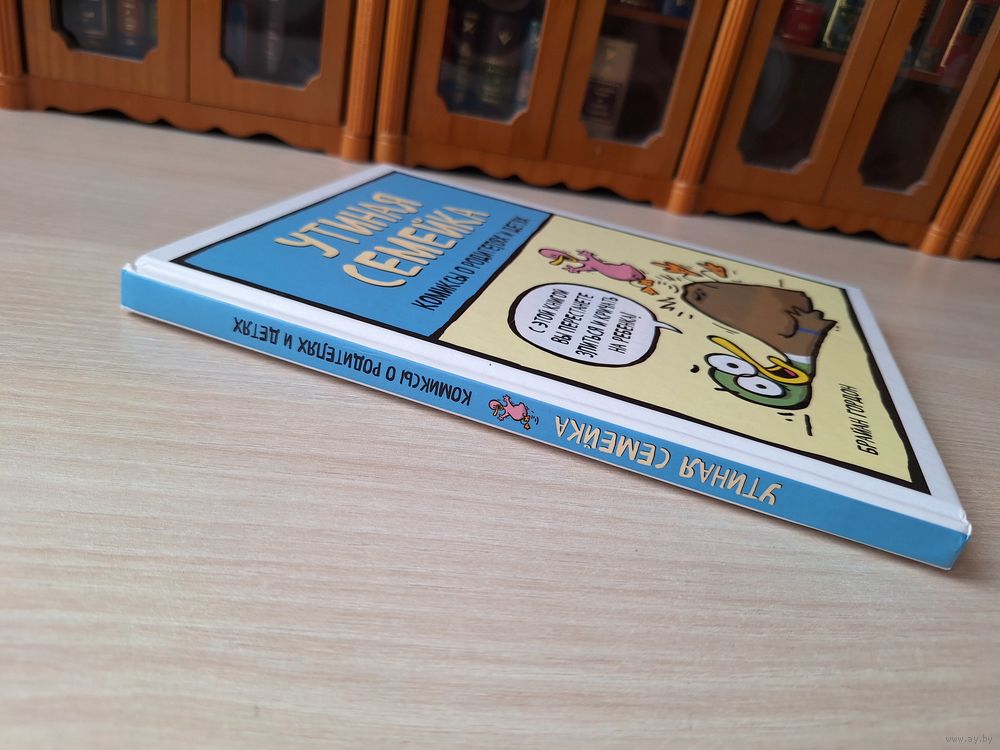 УТИНАЯ
СЕМЕЙКА
КОМИКСЫ О РОДИТЕЛЯХ И ДЕТЯХ
С ЭТОЙ КНИГОЙ
ВЫ ПЕРЕСТАНЕТЕ
ЗЛИТЬСЯ И КРИЧАТЬ
НА РЕБЕНКА!
БРАЙАН ГОРДОН
УТИНАЯ СЕМЕЙКА
КОМИКСЫ О РОДИТЕЛЯХ И ДЕТЯХ
www.ay.by